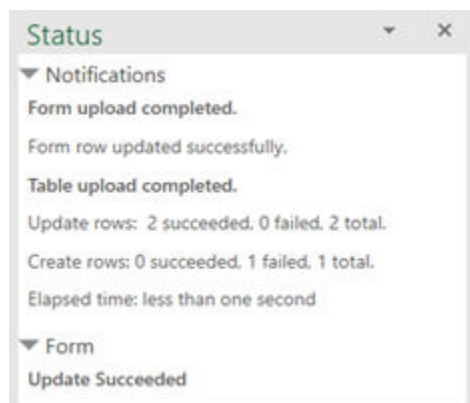 Status
Notifications
Form upload completed.
Form row updated successfully.
Table upload completed.
Update rows: 2 succeeded, 0 failed, 2 total.
Create rows: 0 succeeded, 1 failed, 1 total.
Elapsed time: less than one second
Form
Update Succeeded